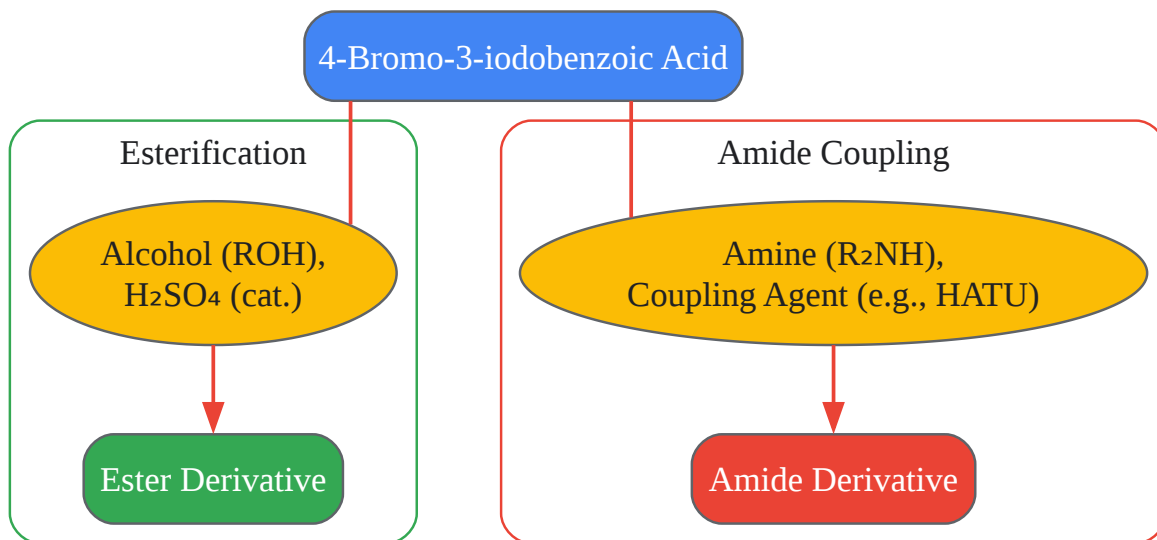 4-Bromo-3-iodobenzoic Acid
Esterification
Alcohol (ROH),
H₂SO₄ (cat.)
Ester Derivative
Amide Coupling
Amine (R₂NH),
Coupling Agent (e.g., HATU)
Amide Derivative